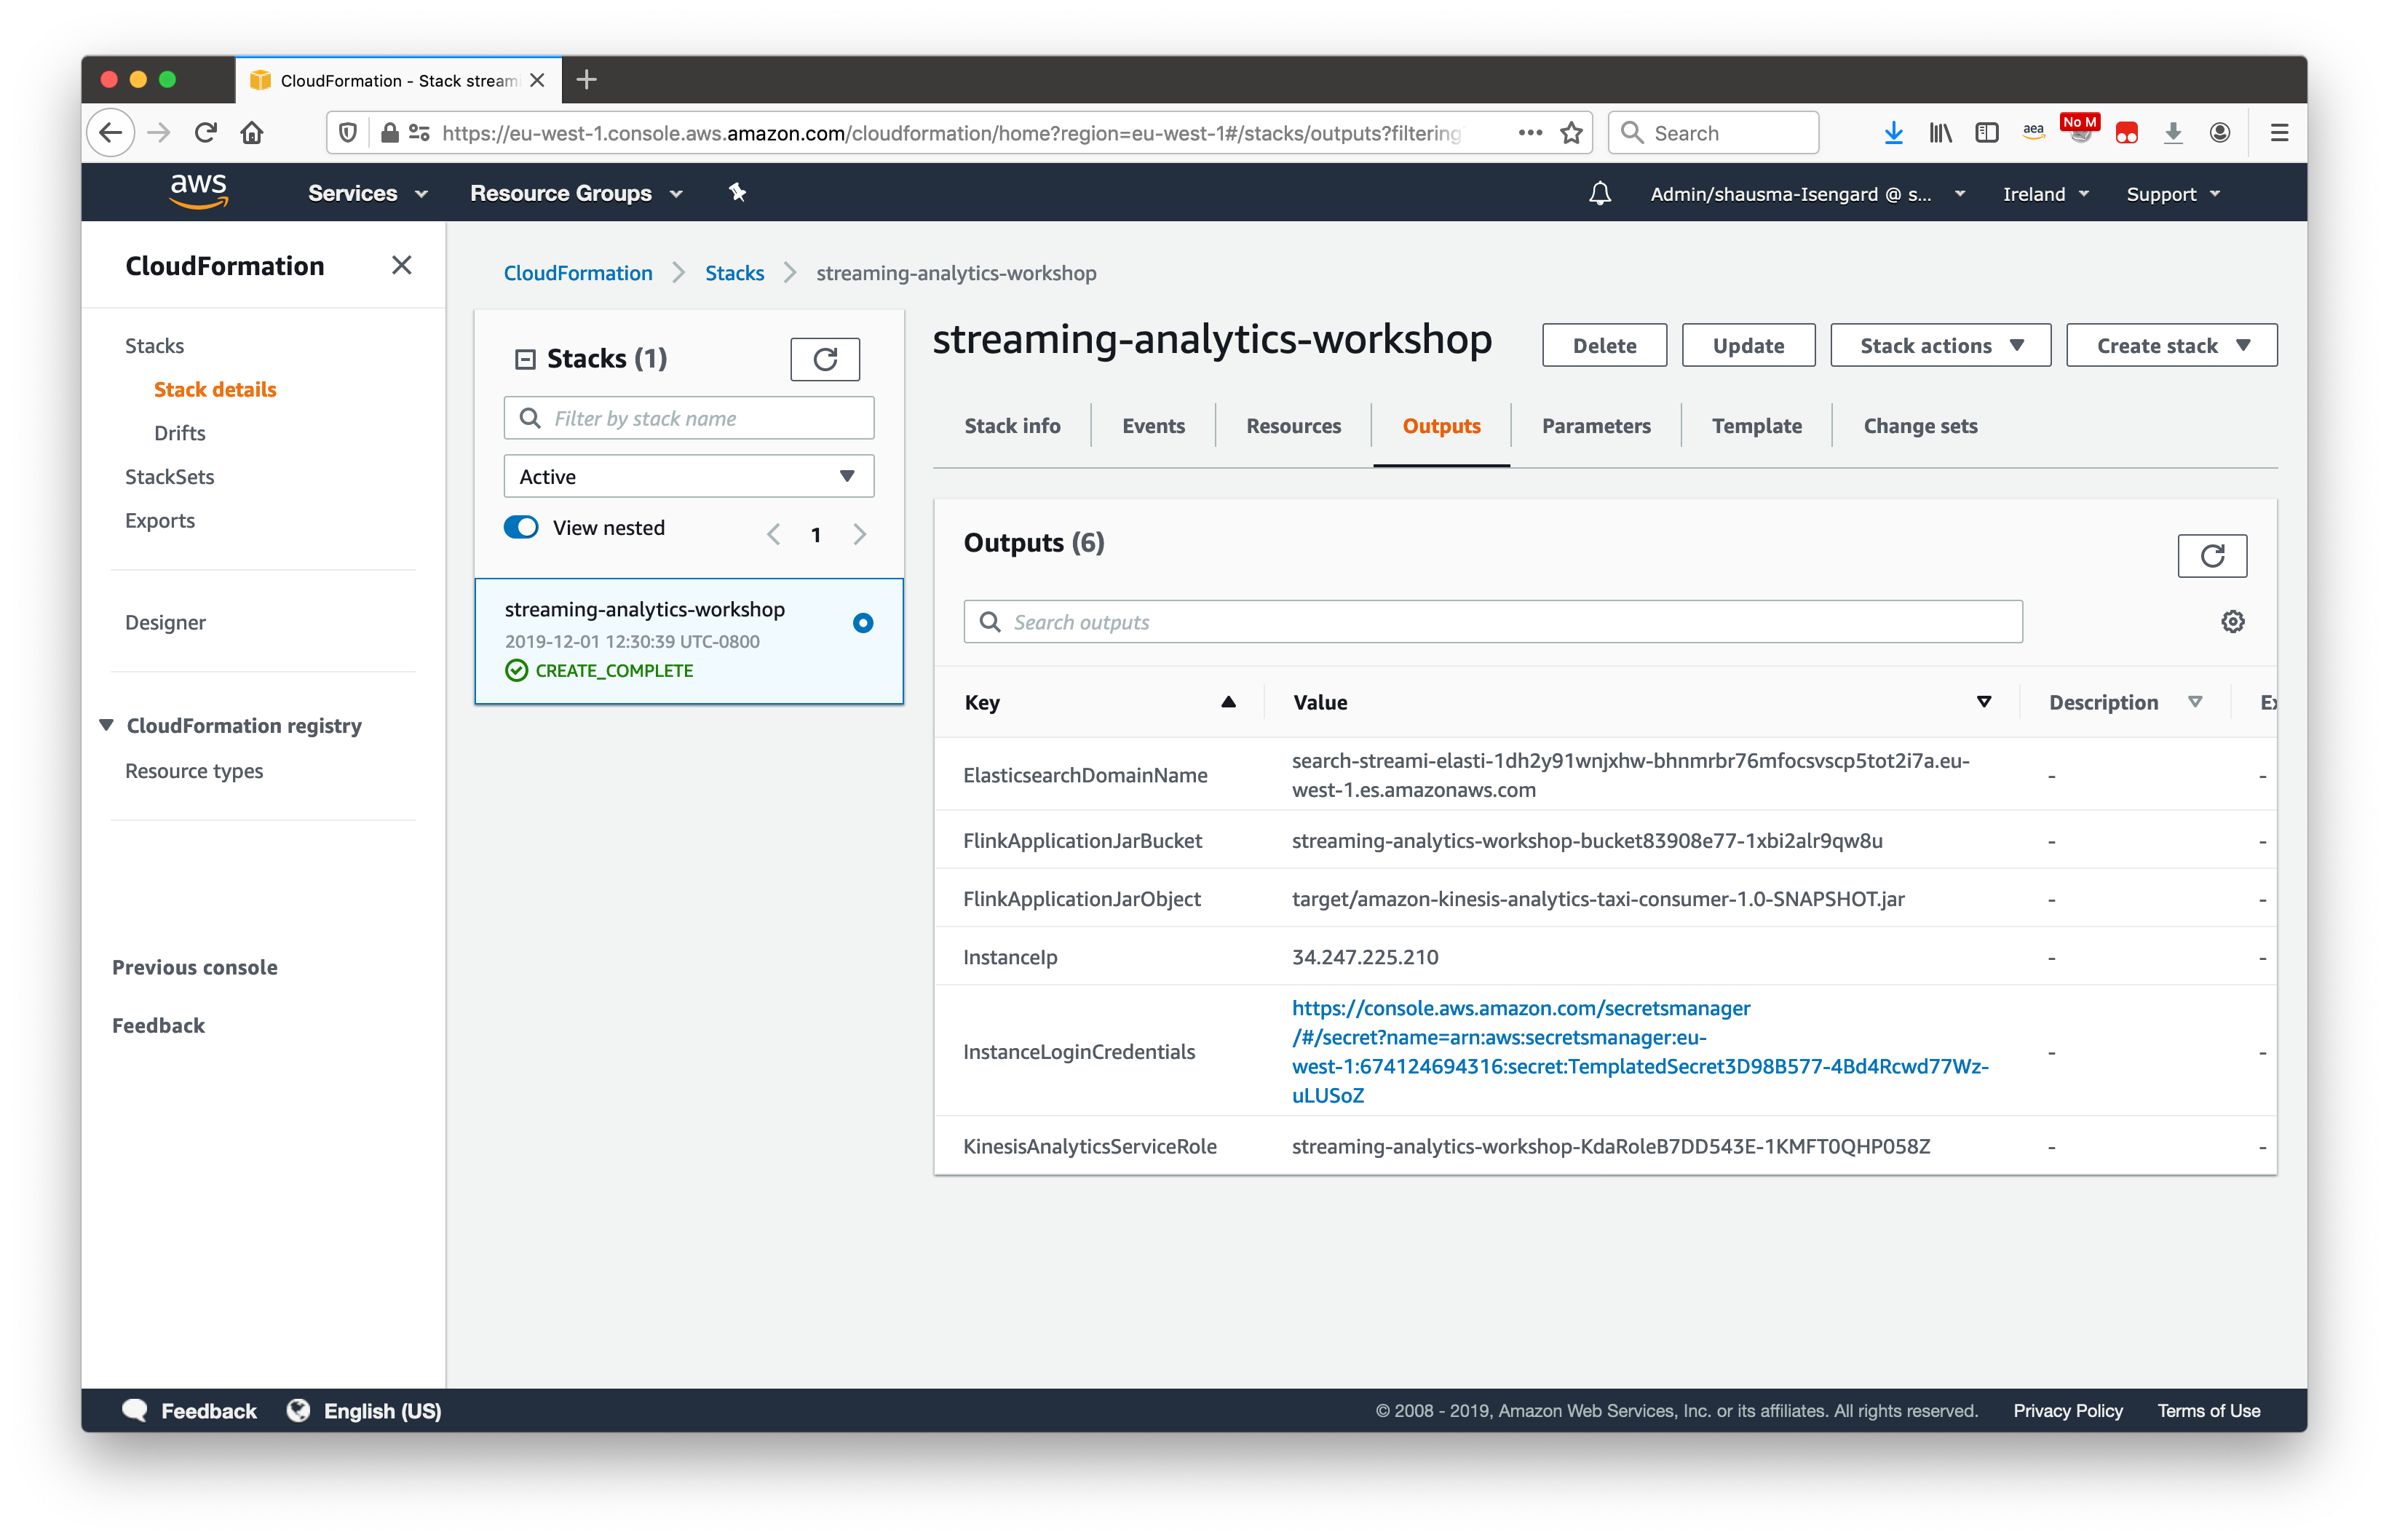 CloudFormation - Stack streami
https://eu-west-1.console.aws.amazon.com/cloudformation/home?region=eu-west-1#/stacks/outputs?filtering
Search
aea
No M
aws
Services
Resource Groups
Admin/shausma-Isengard @ s...
Ireland
Support
CloudFormation
Stacks
Stack details
Drifts
StackSets
Exports
Designer
CloudFormation registry
Resource types
Previous console
Feedback
CloudFormation > Stacks > streaming-analytics-workshop
Stacks (1)
Filter by stack name
Active
View nested
1
streaming-analytics-workshop
2019-12-01 12:30:39 UTC-0800
CREATE_COMPLETE
streaming-analytics-workshop
Delete
Update
Stack actions
Create stack
Stack info
Events
Resources
Outputs
Parameters
Template
Change sets
Outputs (6)
Search outputs
Key Value Description Ex
ElasticsearchDomainName
search-streami-elasti-1dh2y91wnjxhw-bhnmrbr76mfocsvscp5tot2i7a.eu-
west-1.es.amazonaws.com
- -
FlinkApplicationJarBucket streaming-analytics-workshop-bucket83908e77-1xbi2alr9qw8u - -
FlinkApplicationJarObject target/amazon-kinesis-analytics-taxi-consumer-1.0-SNAPSHOT.jar - -
InstanceIp 34.247.225.210 - -
InstanceLoginCredentials
https://console.aws.amazon.com/secretsmanager
/#/secret?name=arn:aws:secretsmanager:eu-
west-1:674124694316:secret:TemplatedSecret3D98B577-4Bd4Rcwd77Wz-
uLUSoZ
- -
KinesisAnalyticsServiceRole streaming-analytics-workshop-KdaRoleB7DD543E-1KMFT0QHP058Z - -
Feedback
English (US)
© 2008 - 2019, Amazon Web Services, Inc. or its affiliates. All rights reserved.
Privacy Policy
Terms of Use